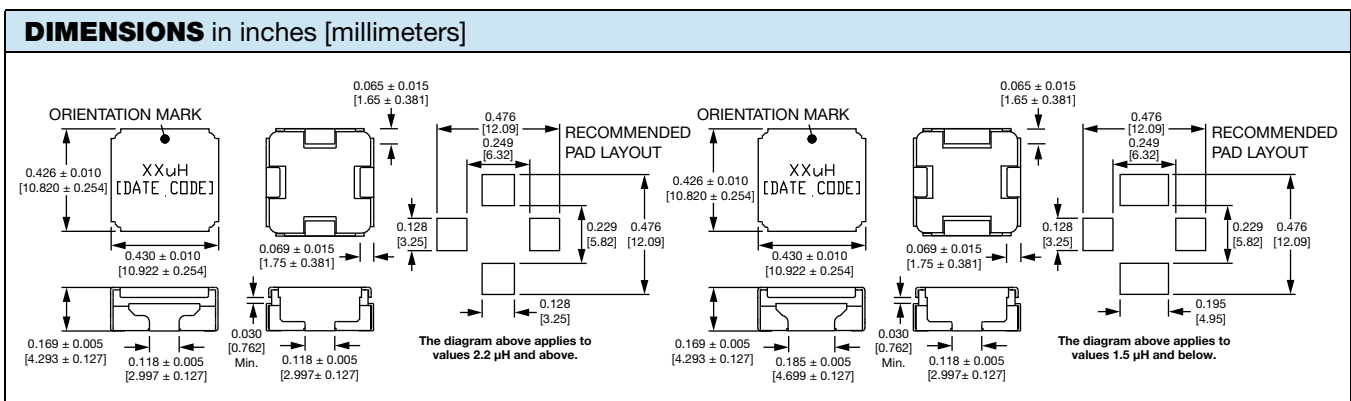 DIMENSIONS in inches [millimeters]
ORIENTATION MARK
XXuH
[DATE CODE]
0.426 ± 0.010
[10.820 ± 0.254]
0.430 ± 0.010
[10.922 ± 0.254]
0.065 ± 0.015
[1.65 ± 0.381]
0.069 ± 0.015
[1.75 ± 0.381]
0.476
[12.09]
0.249
[6.32]
RECOMMENDED
PAD LAYOUT
0.128
[3.25]
0.229
[5.82]
0.476
[12.09]
0.128
[3.25]
0.169 ± 0.005
[4.293 ± 0.127]
0.118 ± 0.005
[2.997 ± 0.127]
0.030
[0.762]
Min.
0.118 ± 0.005
[2.997± 0.127]
The diagram above applies to
values 2.2 µH and above.
ORIENTATION MARK
XXuH
[DATE CODE]
0.426 ± 0.010
[10.820 ± 0.254]
0.430 ± 0.010
[10.922 ± 0.254]
0.065 ± 0.015
[1.65 ± 0.381]
0.069 ± 0.015
[1.75 ± 0.381]
0.476
[12.09]
0.249
[6.32]
RECOMMENDED
PAD LAYOUT
0.128
[3.25]
0.229
[5.82]
0.476
[12.09]
0.195
[4.95]
0.169 ± 0.005
[4.293 ± 0.127]
0.185 ± 0.005
[4.699 ± 0.127]
0.030
[0.762]
Min.
0.118 ± 0.005
[2.997± 0.127]
The diagram above applies to
values 1.5 µH and below.